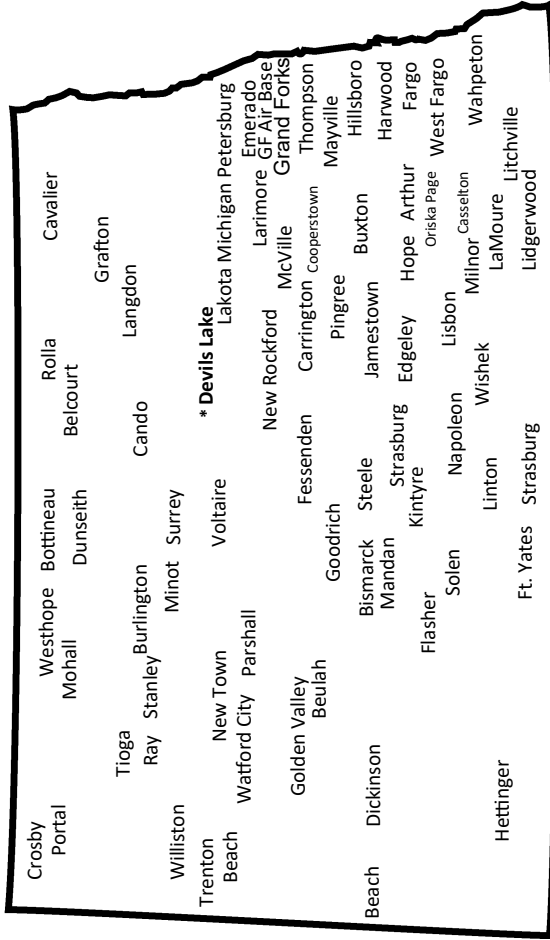 Crosby
Portal
Westhope
Bottineau
Rolla
Cavalier
Mohall
Dunseith
Belcourt
Grafton
Tioga
Ray
Stanley
Burlington
Cando
Langdon
Williston
Minot
Surrey
Trenton
Beach
New Town
Voltaire
* Devils Lake
Lakota Michigan Petersburg
Watford City
Parshall
Emerado
GF Air Base
Grand Forks
Larimore
New Rockford
McVille
Golden Valley
Beulah
Fessenden
Carrington
Cooperstown
Thompson
Goodrich
Pingree
Mayville
Hillsboro
Beach
Dickinson
Bismarck
Mandan
Steele
Jamestown
Buxton
Harwood
Strasburg
Kintyre
Edgeley
Hope
Arthur
Fargo
Oriska Page
West Fargo
Flasher
Solen
Napoleon
Lisbon
Casselton
Milnor
Wahpeton
Hettinger
Linton
Wishek
LaMoure
Litchville
Ft. Yates
Strasburg
Lidgerwood